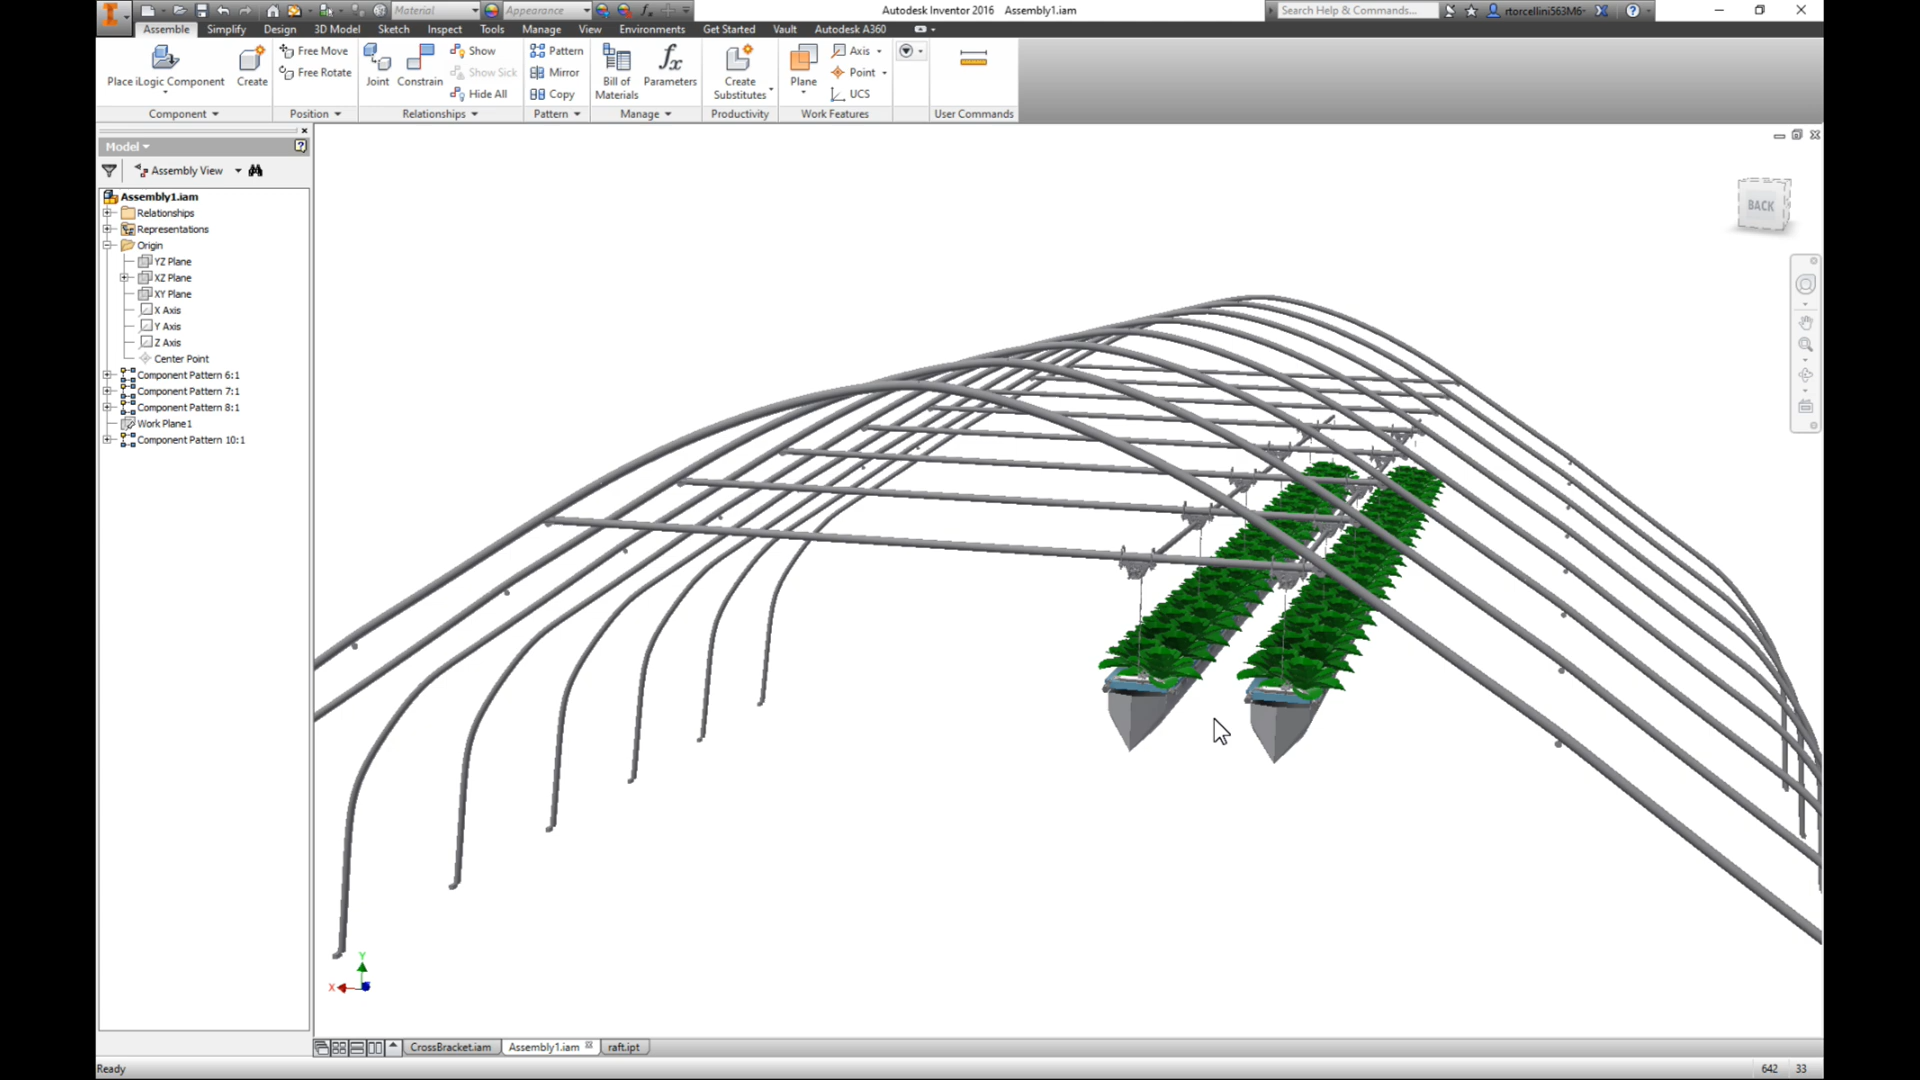 Material
Appearance
Autodesk Inventor 2016 Assembly1.iam
Search Help & Commands...
rtorcellini563M6-
Assemble Simplify Design 3D Model Sketch Inspect Tools Manage View Environments Get Started Vault Autodesk A360
Place iLogic Component
Create
Free Move
Free Rotate
Joint
Constrain
Show
Show Sick
Hide All
Pattern
Mirror
Copy
Bill of
Materials
Parameters
Create
Substitutes
Plane
Axis
Point
UCS
Component Position Relationships Pattern Manage Productivity Work Features User Commands
Model
Assembly View
Assembly1.iam
Relationships
Representations
Origin
YZ Plane
XZ Plane
XY Plane
X Axis
Y Axis
Z Axis
Center Point
Component Pattern 6:1
Component Pattern 7:1
Component Pattern 8:1
Work Plane1
Component Pattern 10:1
BACK
Y
X
CrossBracket.iam Assembly1.iam raft.ipt
Ready
642 33